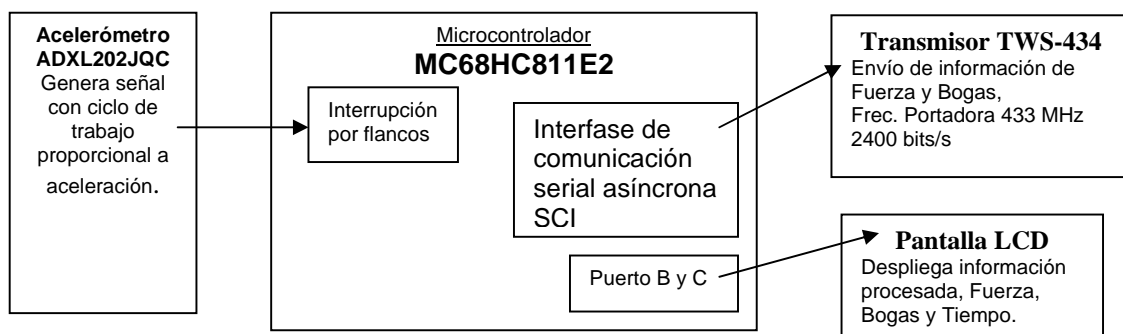 Acelerómetro
ADXL202JQC
Genera señal
con ciclo de
trabajo
proporcional a
aceleración.
Microcontrolador
MC68HC811E2
Interrupción
por flancos
Interfase de
comunicación
serial asíncrona
SCI
Puerto B y C
Transmisor TWS-434
Envío de información de
Fuerza y Bogas,
Frec. Portadora 433 MHz
2400 bits/s
Pantalla LCD
Despliega información
procesada, Fuerza,
Bogas y Tiempo.